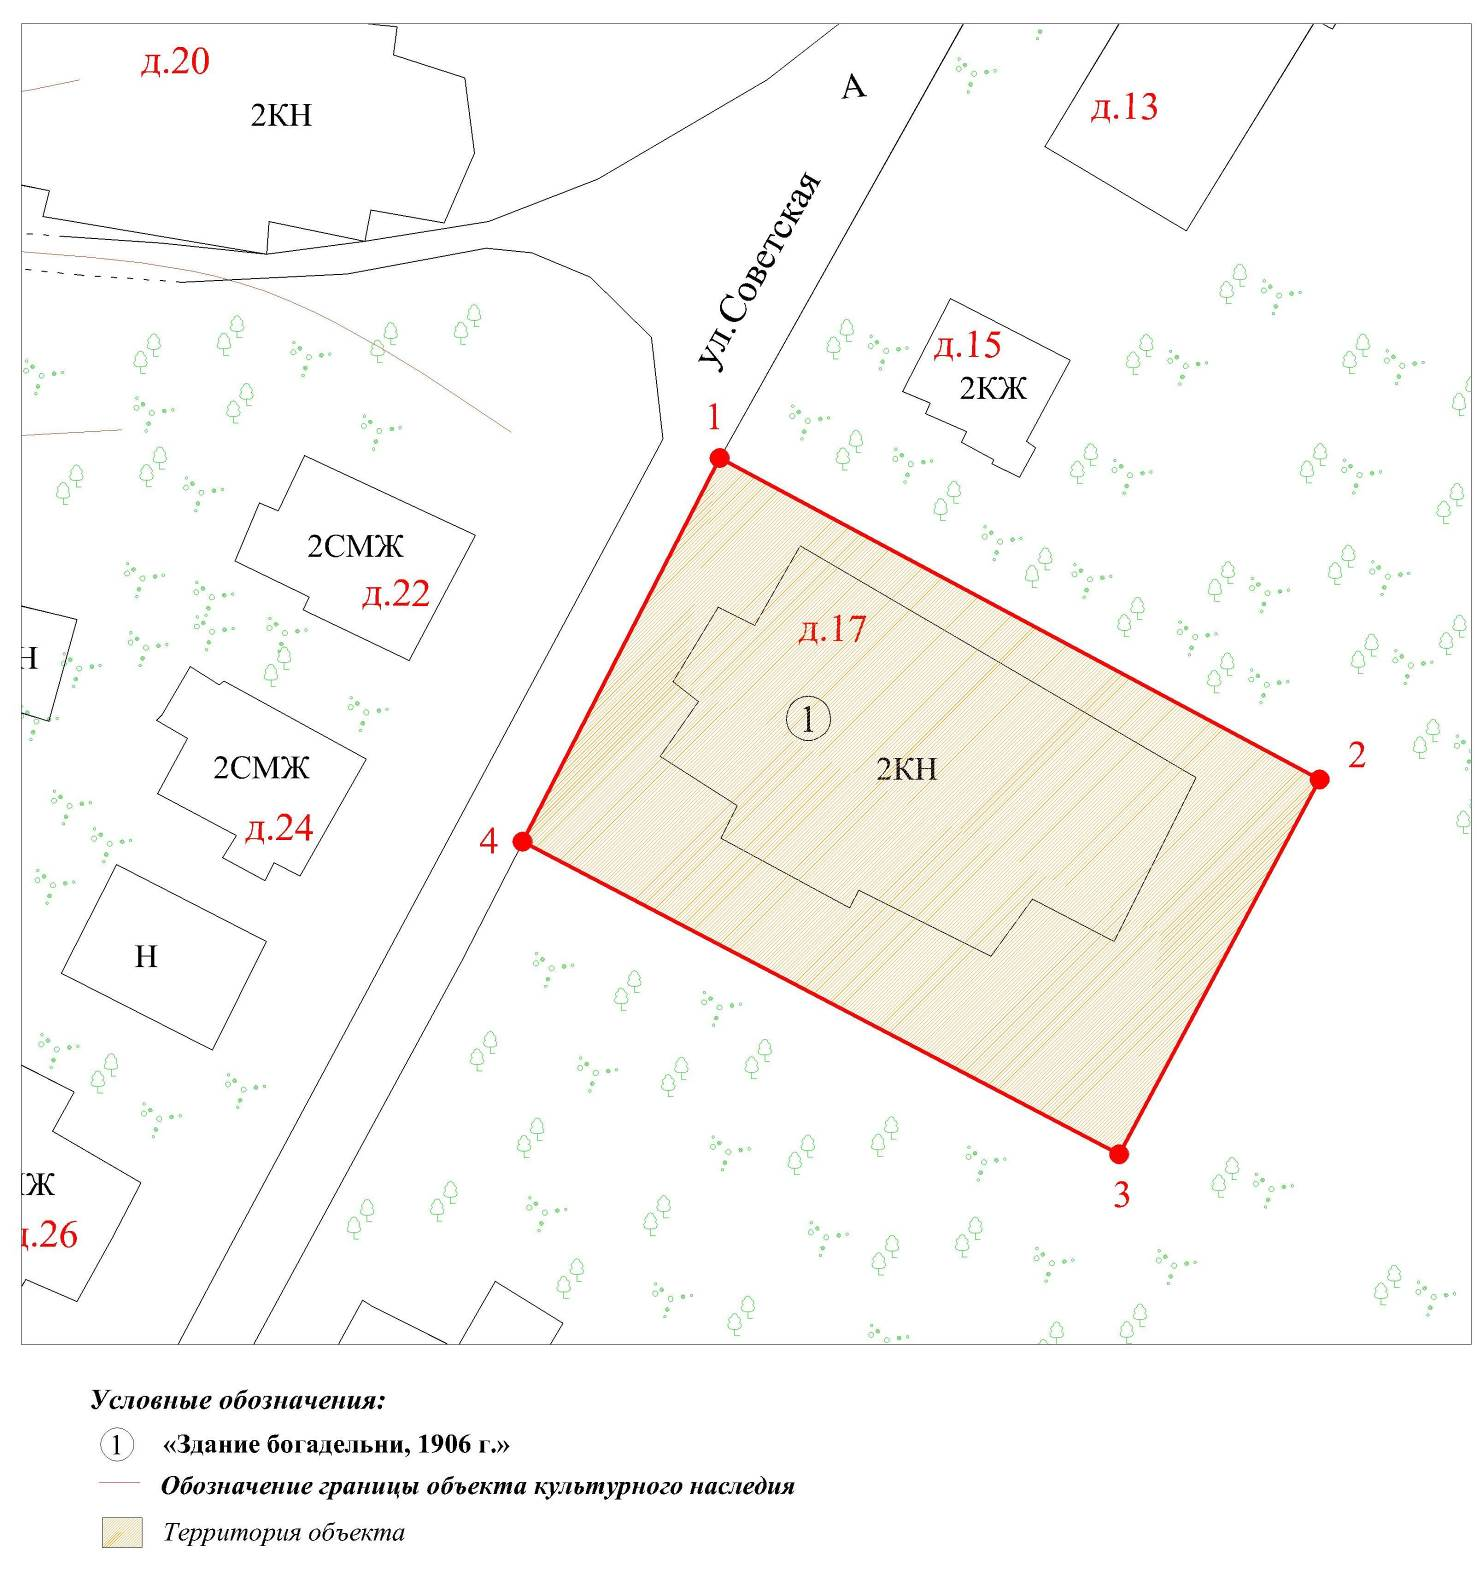 д.20
2КН
А
д.13
ул.Советская
д.15
2КЖ
1
2СМЖ
д.22
д.17
Н
1
2
2СМЖ
2КН
д.24
4
Н
Ж
д.26
3
Условные обозначения:
1 «Здание богадельни, 1906 г.»
Обозначение границы объекта культурного наследия
Территория объекта